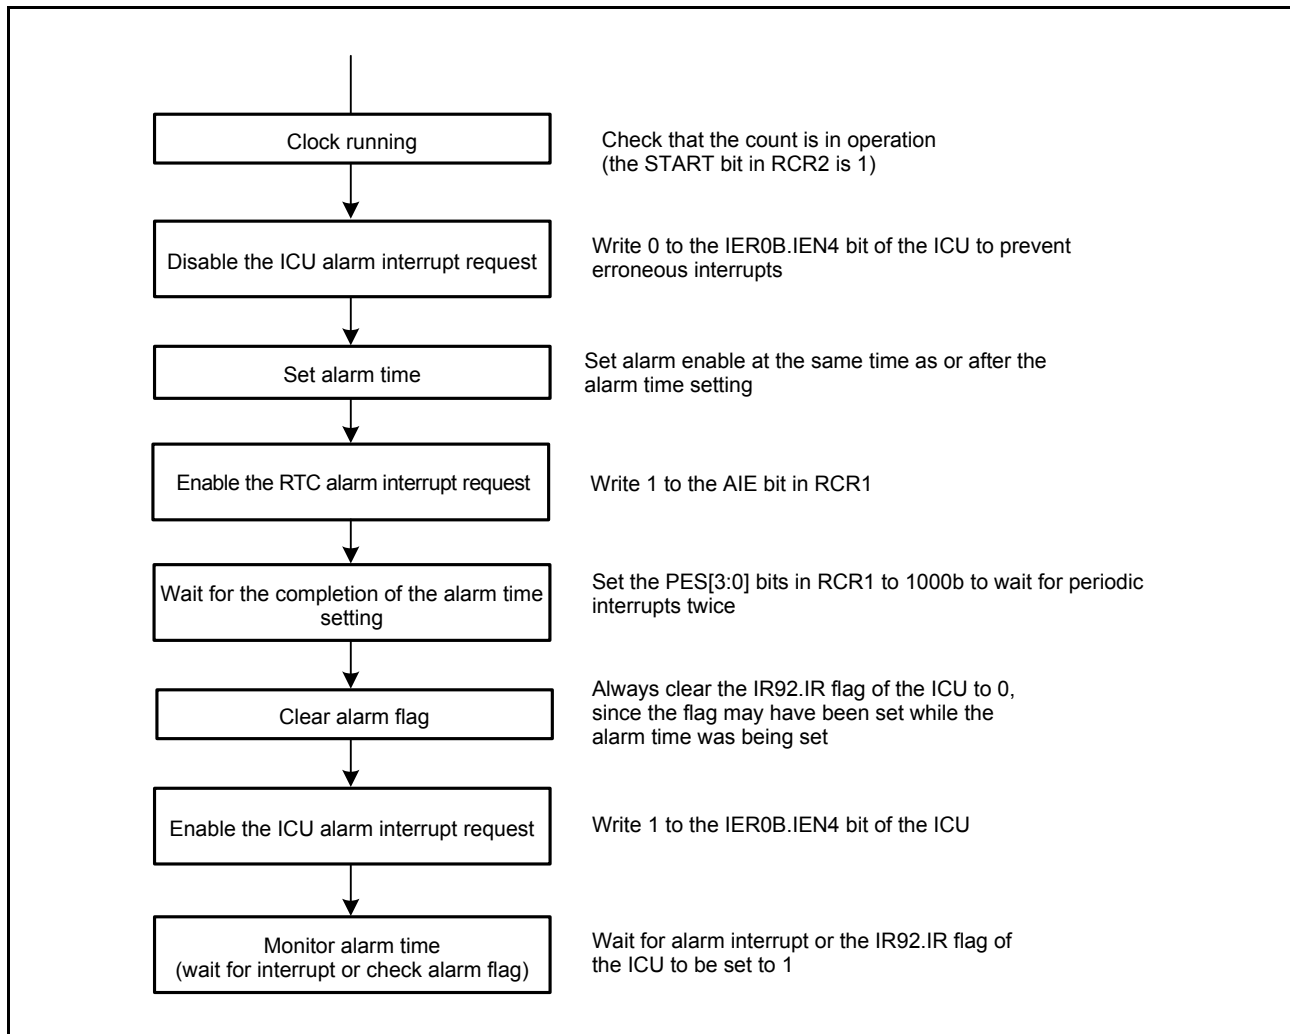 Clock running
Check that the count is in operation
(the START bit in RCR2 is 1)
Disable the ICU alarm interrupt request
Write 0 to the IER0B.IEN4 bit of the ICU to prevent
erroneous interrupts
Set alarm time
Set alarm enable at the same time as or after the
alarm time setting
Enable the RTC alarm interrupt request
Write 1 to the AIE bit in RCR1
Wait for the completion of the alarm time
setting
Set the PES[3:0] bits in RCR1 to 1000b to wait for periodic
interrupts twice
Clear alarm flag
Always clear the IR92.IR flag of the ICU to 0,
since the flag may have been set while the
alarm time was being set
Enable the ICU alarm interrupt request
Write 1 to the IER0B.IEN4 bit of the ICU
Monitor alarm time
(wait for interrupt or check alarm flag)
Wait for alarm interrupt or the IR92.IR flag of
the ICU to be set to 1